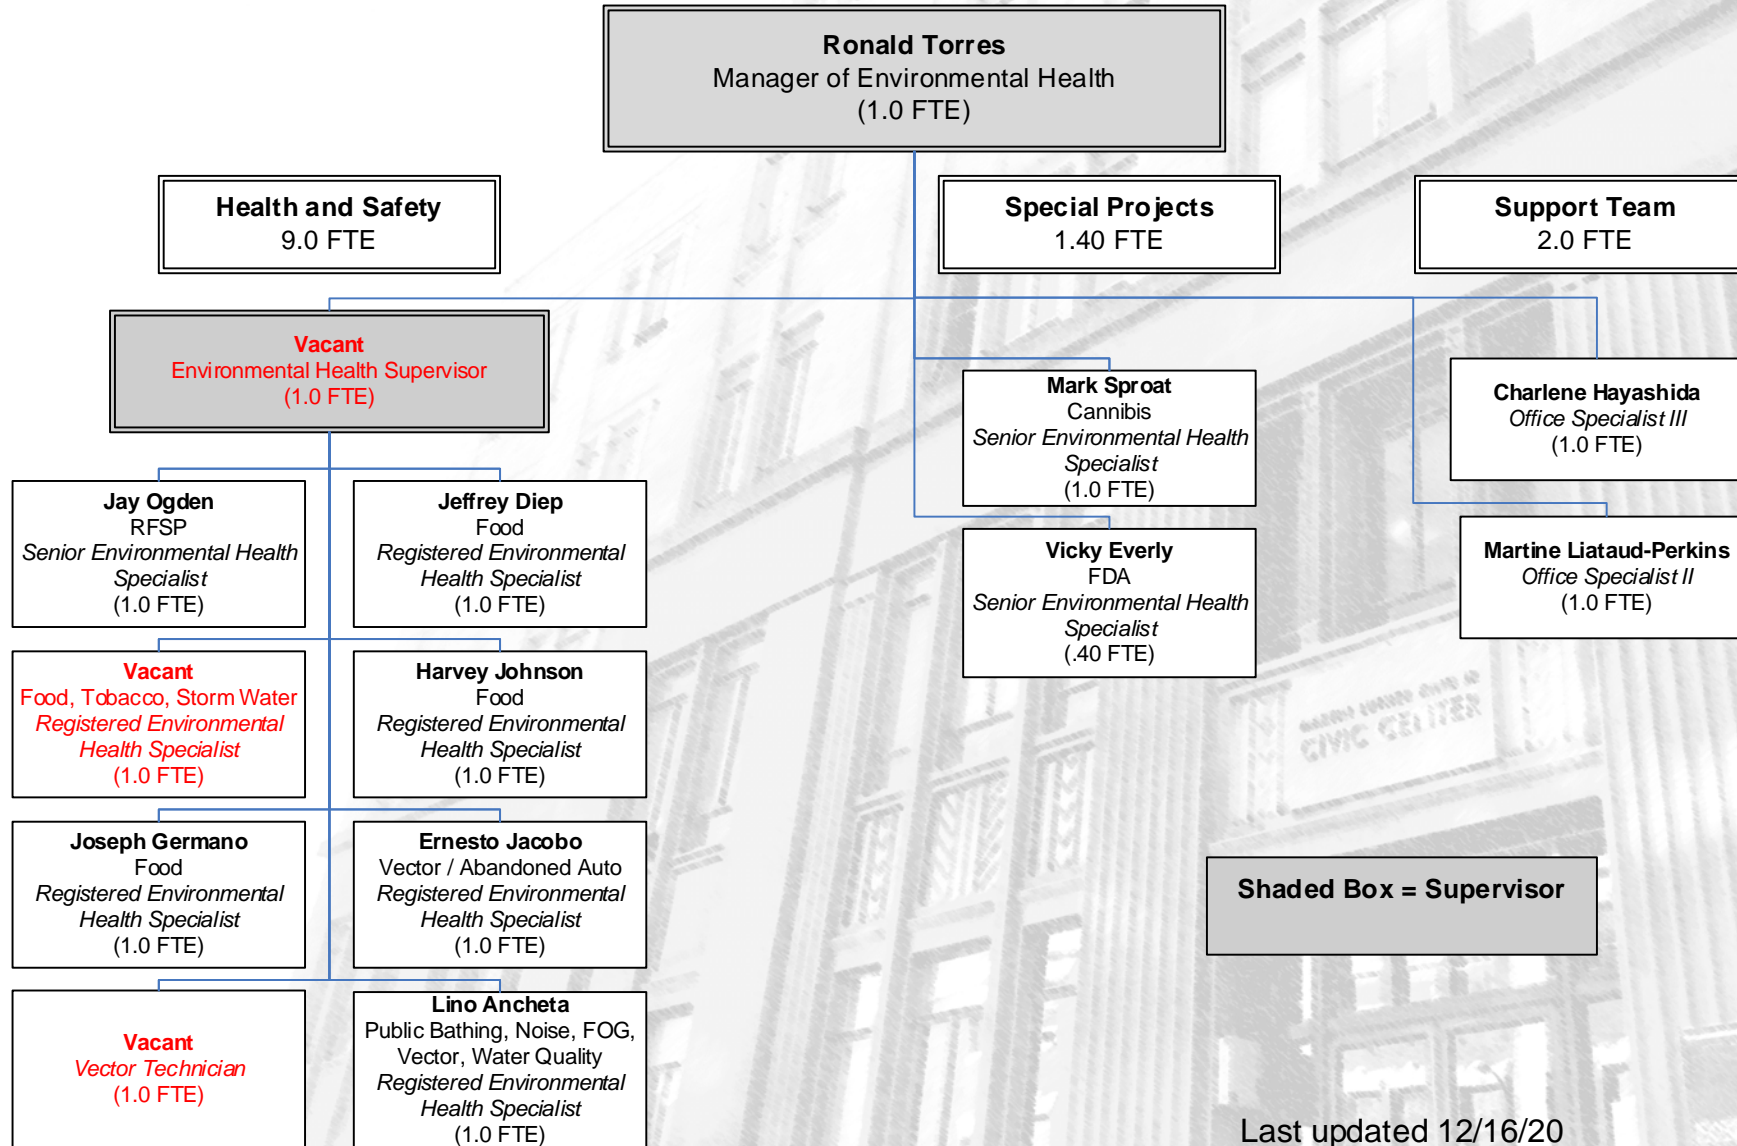 Ronald Torres
Manager of Environmental Health
(1.0 FTE)
Health and Safety
9.0 FTE
Special Projects
1.40 FTE
Support Team
2.0 FTE
Vacant
Environmental Health Supervisor
(1.0 FTE)
Mark Sproat
Cannibis
Senior Environmental Health
Specialist
(1.0 FTE)
Charlene Hayashida
Office Specialist III
(1.0 FTE)
Jay Ogden
RFSP
Senior Environmental Health
Specialist
(1.0 FTE)
Jeffrey Diep
Food
Registered Environmental
Health Specialist
(1.0 FTE)
Vicky Everly
FDA
Senior Environmental Health
Specialist
(.40 FTE)
Martine Liataud-Perkins
Office Specialist II
(1.0 FTE)
Vacant
Food, Tobacco, Storm Water
Registered Environmental
Health Specialist
(1.0 FTE)
Harvey Johnson
Food
Registered Environmental
Health Specialist
(1.0 FTE)
CIVIC CENTER
Joseph Germano
Food
Registered Environmental
Health Specialist
(1.0 FTE)
Ernesto Jacobo
Vector / Abandoned Auto
Registered Environmental
Health Specialist
(1.0 FTE)
Shaded Box = Supervisor
Vacant
Vector Technician
(1.0 FTE)
Lino Ancheta
Public Bathing, Noise, FOG,
Vector, Water Quality
Registered Environmental
Health Specialist
(1.0 FTE)
Last updated 12/16/20